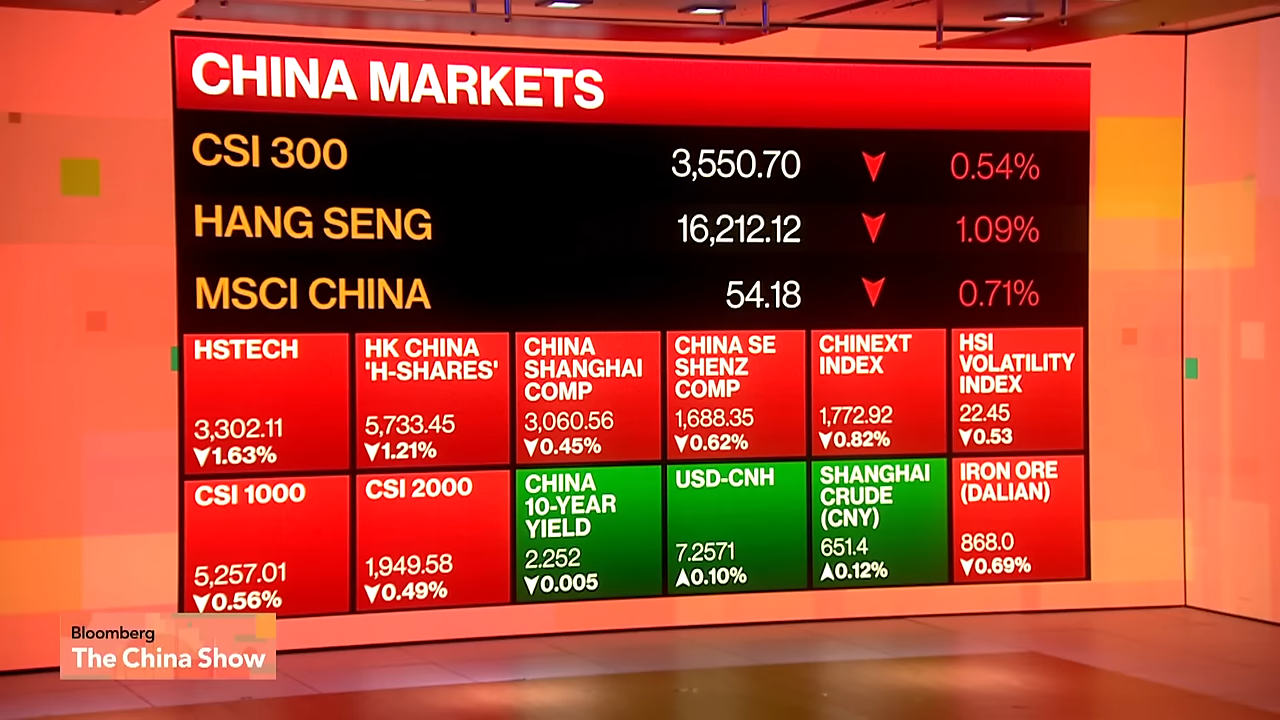 CHINA MARKETS
CSI 300 3,550.70 ▼ 0.54%
HANG SENG 16,212.12 ▼ 1.09%
MSCI CHINA 54.18 ▼ 0.71%
HSTECH
3,302.11
▼1.63%
HK CHINA
'H-SHARES'
5,733.45
▼1.21%
CHINA
SHANGHAI
COMP
3,060.56
▼0.45%
CHINA SE
SHENZ
COMP
1,688.35
▼0.62%
CHINEXT
INDEX
1,772.92
▼0.82%
HSI
VOLATILITY
INDEX
22.45
▼0.53
CSI 1000
5,257.01
▼0.56%
CSI 2000
1,949.58
▼0.49%
CHINA
10-YEAR
YIELD
2.252
▼0.005
USD-CNH
7.2571
▲0.10%
SHANGHAI
CRUDE
(CNY)
651.4
▲0.12%
IRON ORE
(DALIAN)
868.0
▼0.69%
Bloomberg
The China Show